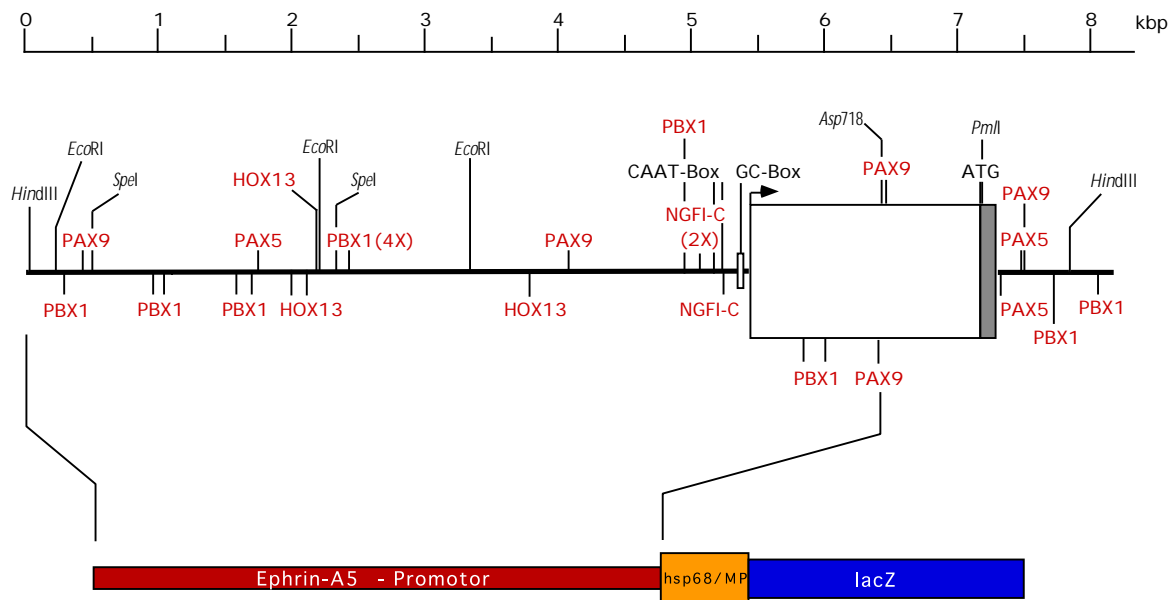 0 1 2 3 4 5 6 7 8 kbp
PBX1
Asp718
PmlI
EcoRI
EcoRI
EcoRI
CAAT-Box
GC-Box
PAX9
ATG
HindIII
SpeI
HOX13
SpeI
PAX9
HindIII
NGFI-C
PAX9
PAX5
PBX1(4X)
PAX9
(2X)
PAX5
PBX1
PBX1
PBX1
HOX13
HOX13
NGFI-C
PAX5
PBX1
PBX1
PBX1
PAX9
Ephrin-A5 - Promotor
hsp68/MP
lacZ